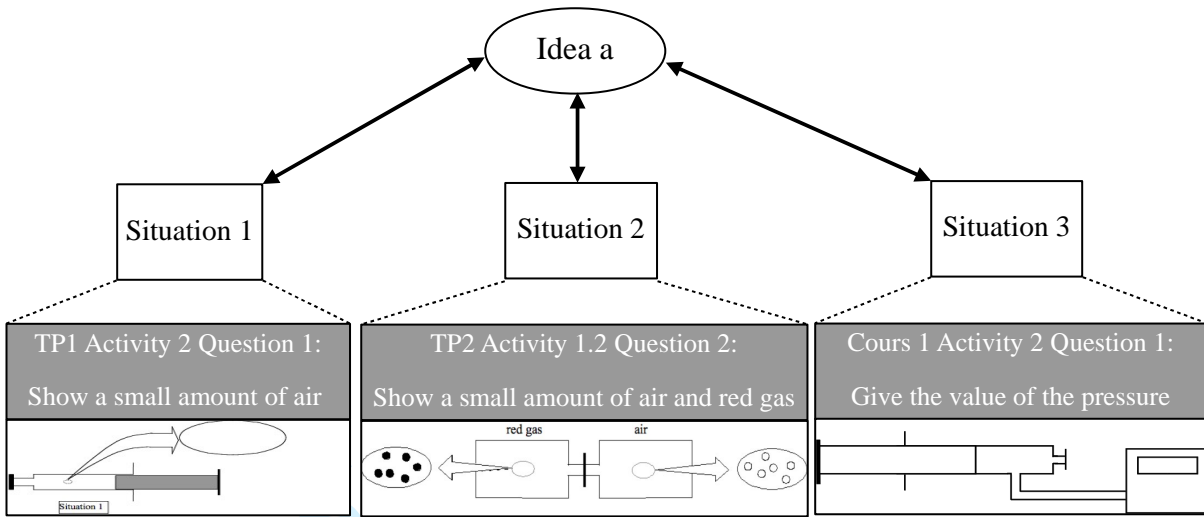 Idea a
Situation 1
Situation 2
Situation 3
TP1 Activity 2 Question 1:
Show a small amount of air
TP2 Activity 1.2 Question 2:
Show a small amount of air and red gas
Cours 1 Activity 2 Question 1:
Give the value of the pressure
red gas
air
Situation 1